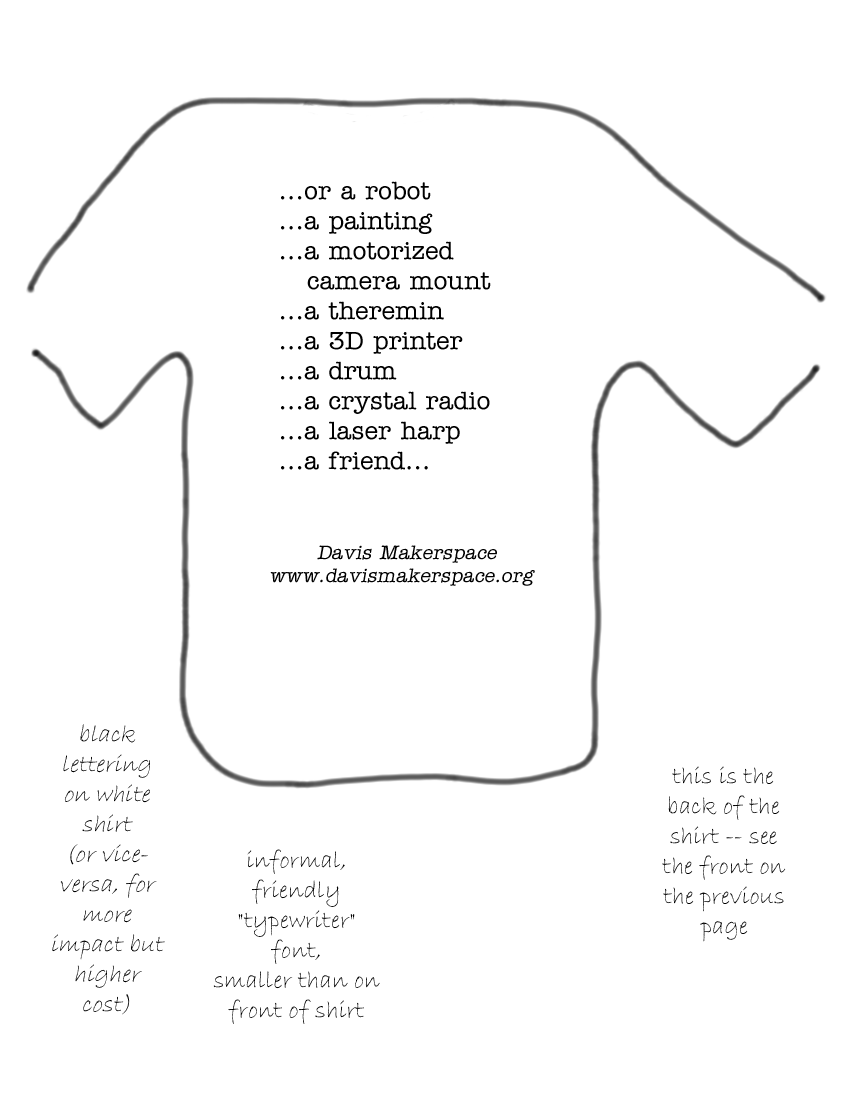 ...or a robot
...a painting
...a motorized
camera mount
...a theremin
...a 3D printer
...a drum
...a crystal radio
...a laser harp
...a friend...
Davis Makerspace
www.davismakerspace.org
black
lettering
on white
shirt
(or vice-
versa, for
more
impact but
higher
cost)
informal,
friendly
"typewriter"
font,
smaller than on
front of shirt
this is the
back of the
shirt -- see
the front on
the previous
page